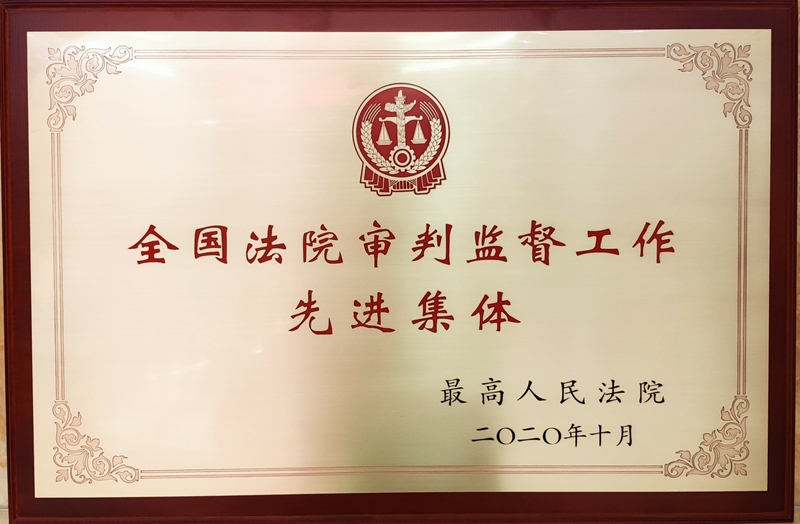 全国法院审判监督工作
先进集体
最高人民法院
二〇二〇年十月